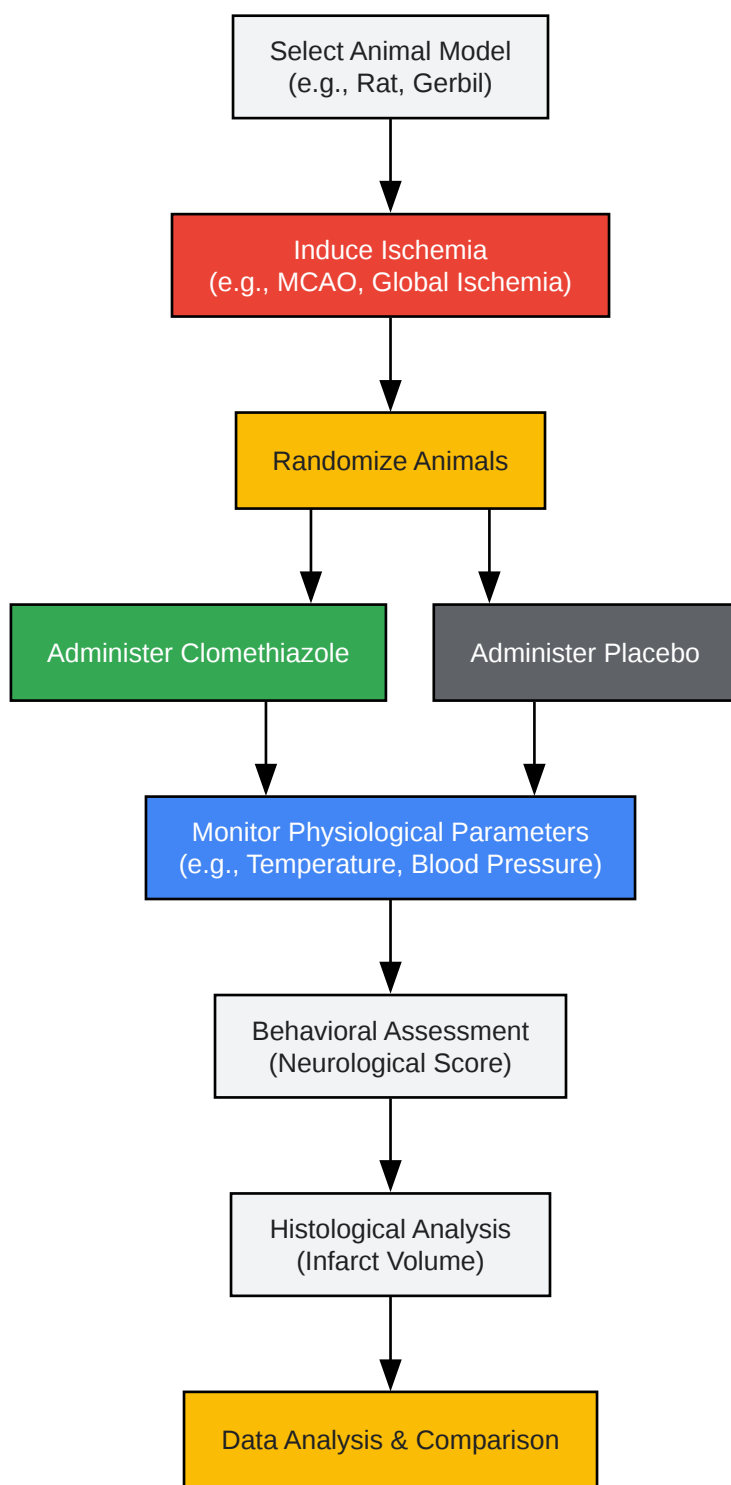 Select Animal Model
(e.g., Rat, Gerbil)
Induce Ischemia
(e.g., MCAO, Global Ischemia)
Randomize Animals
Administer Clomethiazole
Administer Placebo
Monitor Physiological Parameters
(e.g., Temperature, Blood Pressure)
Behavioral Assessment
(Neurological Score)
Histological Analysis
(Infarct Volume)
Data Analysis & Comparison